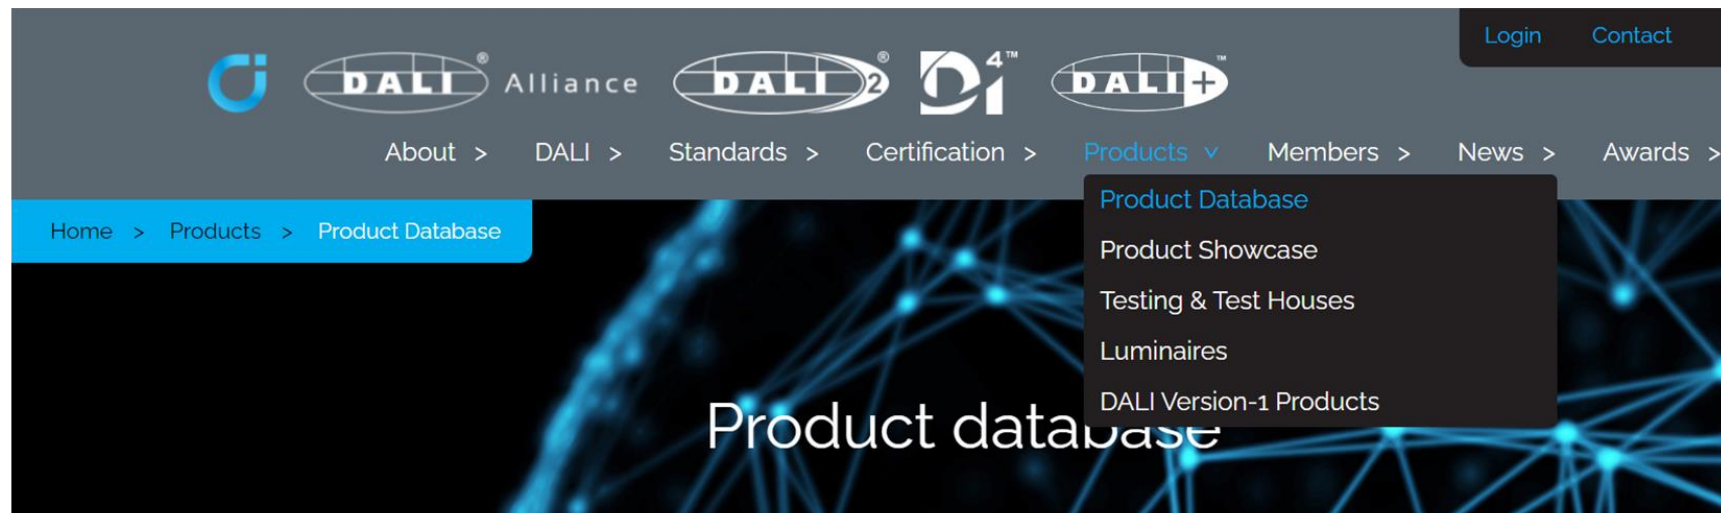 Login Contact
DALI® Alliance DALI 2® D4i™ DALI+™
About > DALI > Standards > Certification > Products v Members > News > Awards >
Product Database
Product Showcase
Testing & Test Houses
Luminaires
DALI Version-1 Products
Home > Products > Product Database
Product database